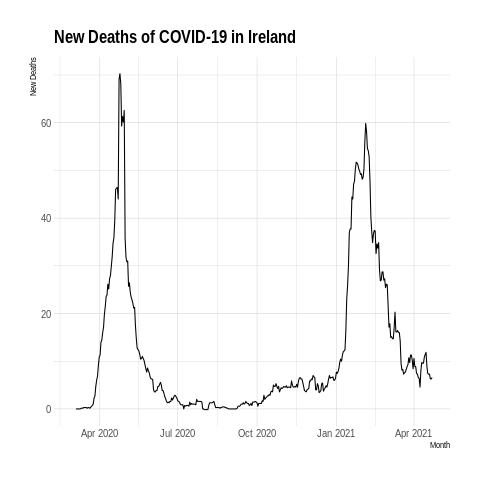 New Deaths of COVID-19 in Ireland
New Deaths
60
40
20
0
Apr 2020 Jul 2020 Oct 2020 Jan 2021 Apr 2021
Month